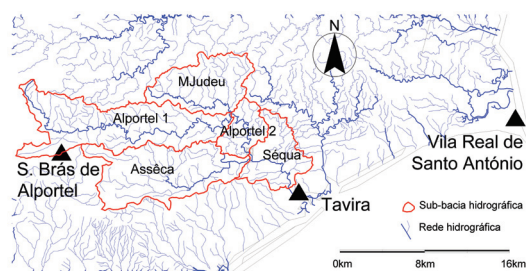 N
MJudeu
Alportel 1
Alportel 2
Vila Real de
Santo António
S. Brás de
Alportel
Assêca
Séqua
Tavira
Sub-bacia hidrográfica
Rede hidrográfica
0km
8km
16km